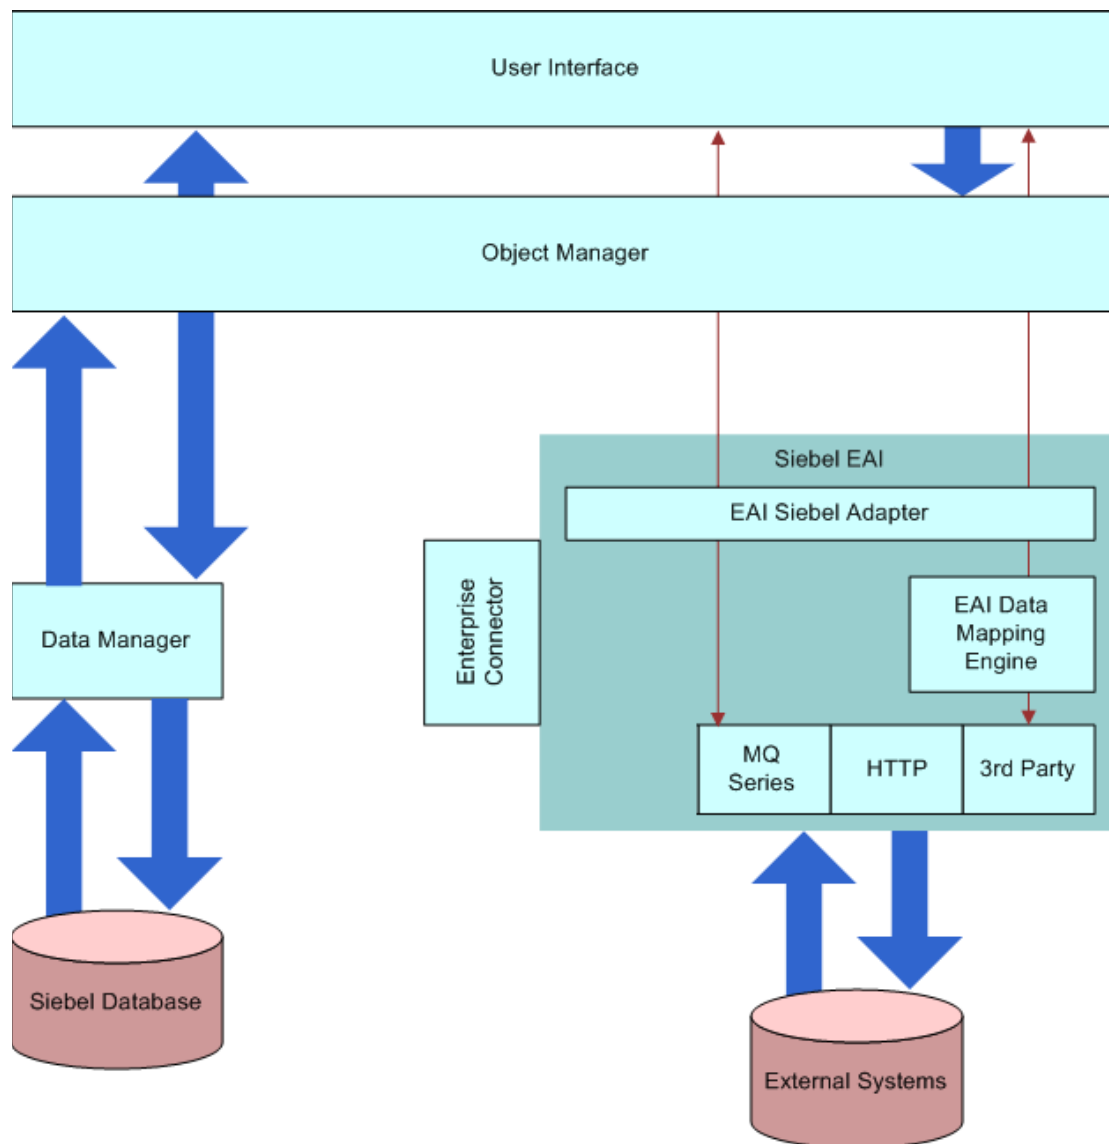 User Interface
Object Manager
Siebel EAI
EAI Siebel Adapter
Enterprise
Connector
EAI Data
Mapping
Engine
Data Manager
MQ
Series
HTTP
3rd Party
Siebel Database
External Systems